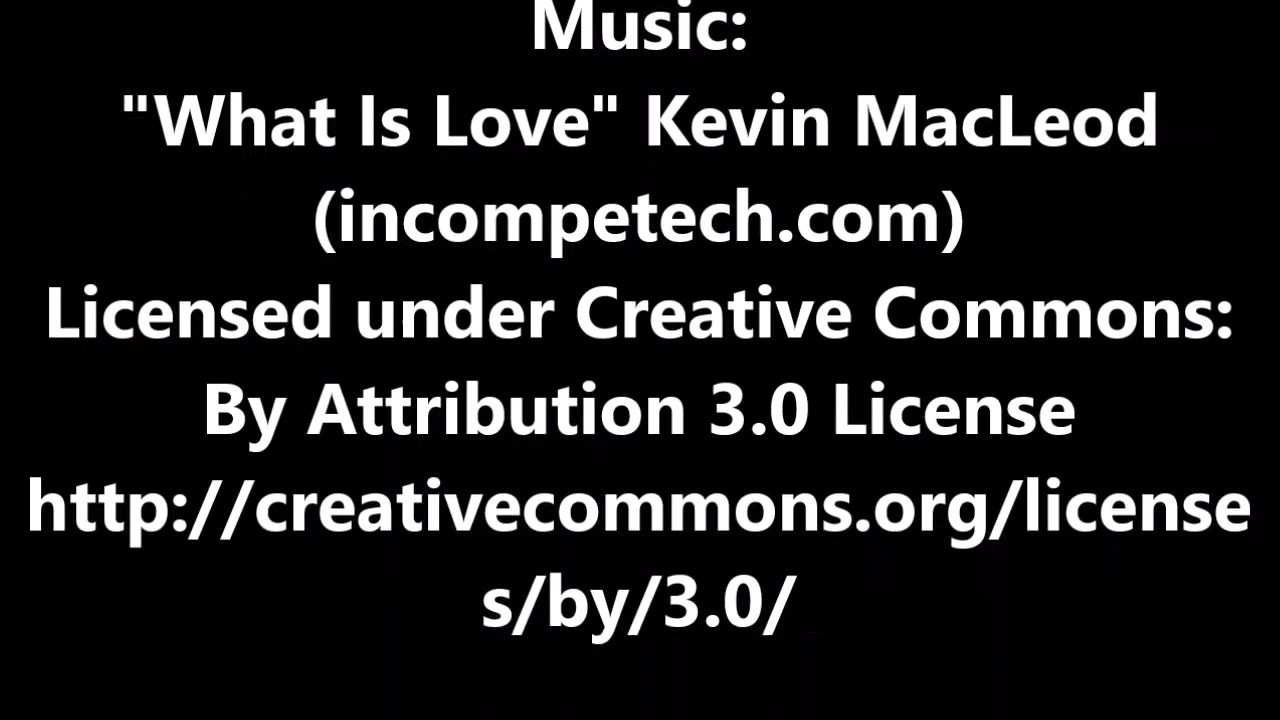 Music:
"What Is Love" Kevin MacLeod
(incompetech.com)
Licensed under Creative Commons:
By Attribution 3.0 License
http://creativecommons.org/license
s/by/3.0/